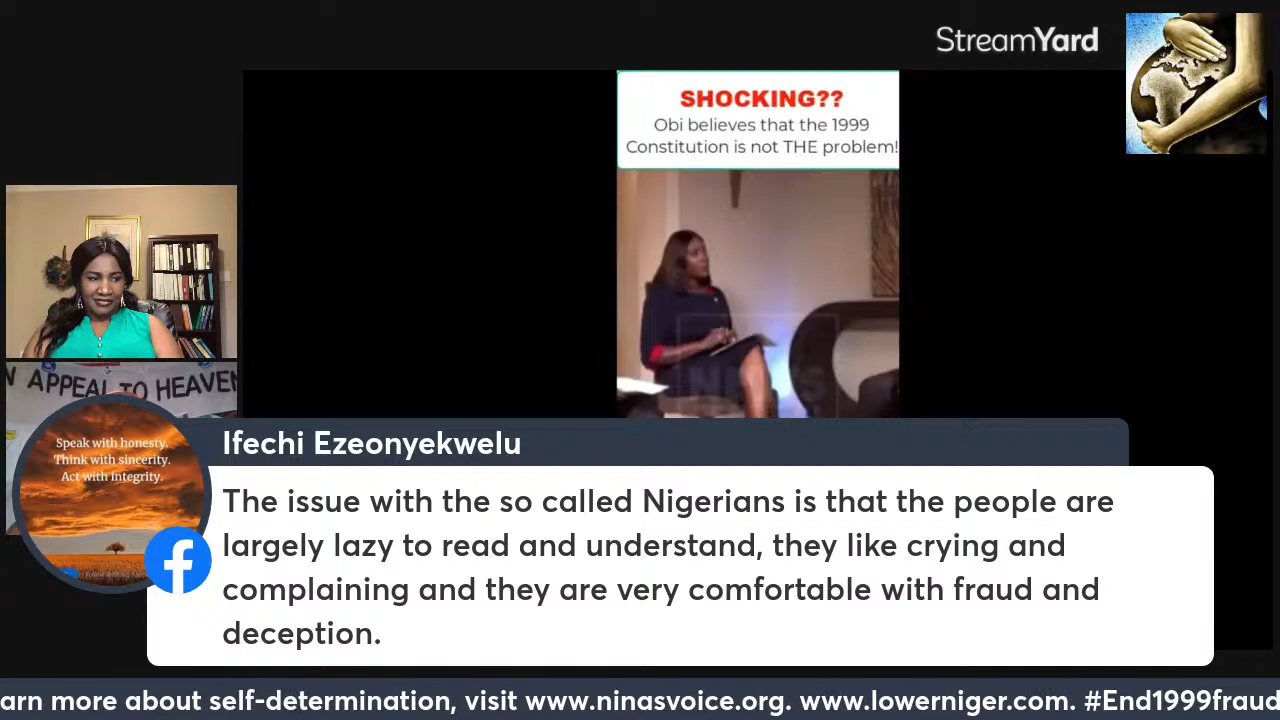 StreamYard
SHOCKING??
Obi believes that the 1999
Constitution is not THE problem!
N APPEAL TO HEAVEN
Speak with honesty.
Think with sincerity.
Act with integrity.
Ifechi Ezeonyekwelu
The issue with the so called Nigerians is that the people are
largely lazy to read and understand, they like crying and
complaining and they are very comfortable with fraud and
deception.
arn more about self-determination, visit www.ninasvoice.org. www.lowerniger.com. #End1999fraud